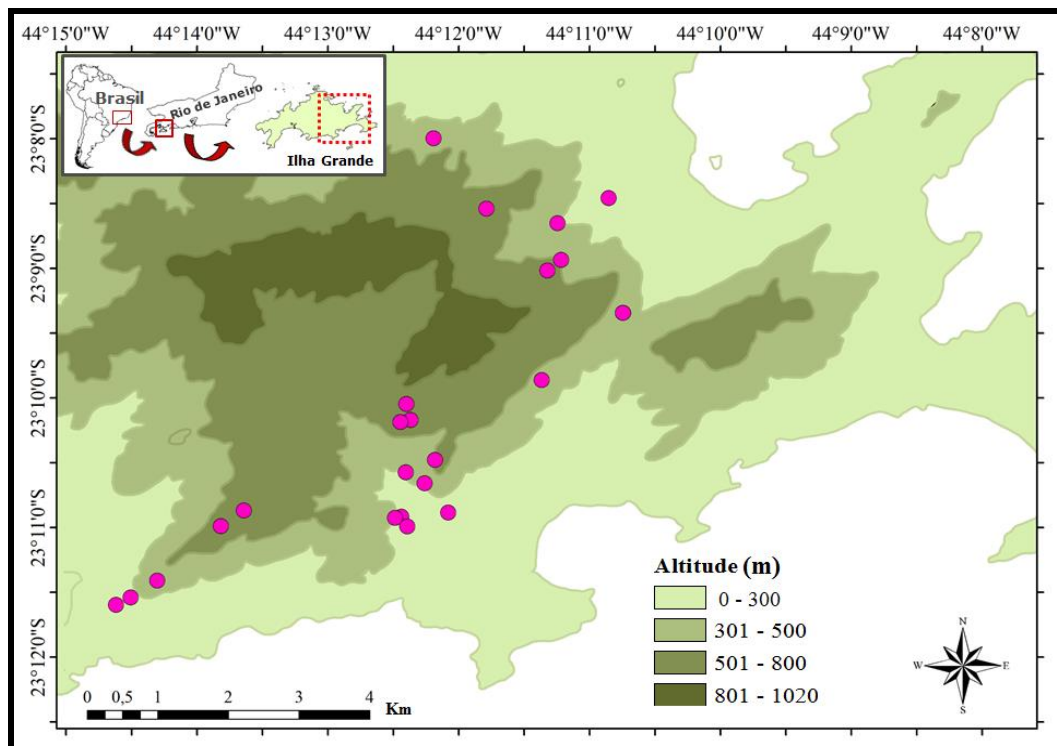 44°15'0"W 44°14'0"W 44°13'0"W 44°12'0"W 44°11'0"W 44°10'0"W 44°9'0"W 44°8'0"W
Brasil
Rio de Janeiro
Ilha Grande
23°8'0"S
23°9'0"S
23°10'0"S
23°11'0"S
23°12'0"S
Altitude (m)
0 - 300
301 - 500
501 - 800
801 - 1020
N
W E
S
0 0,5 1 2 3 4
Km